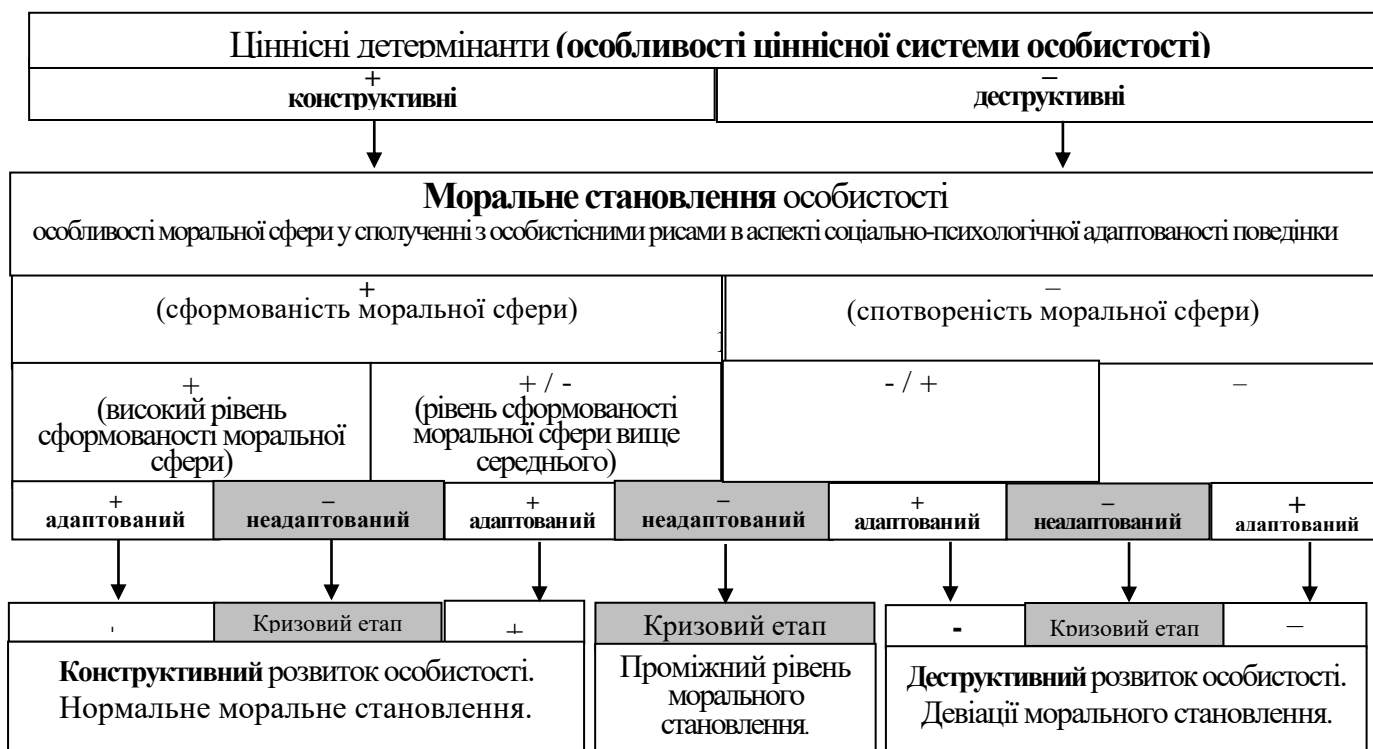 Ціннісні детермінанти (особливості ціннісної системи особистості)
+
конструктивні
–
деструктивні
Моральне становлення особистості
особливості моральної сфери у сполученні з особистісними рисами в аспекті соціально-психологічної адаптованості поведінки
+
(сформованість моральної сфери)
–
(спотвореність моральної сфери)
+
(високий рівень
сформованості моральної
сфери)
+ / -
(рівень сформованості
моральної сфери вище
середнього)
- / +
–
+
адаптований
–
неадаптований
+
адаптований
–
неадаптований
+
адаптований
–
неадаптований
+
адаптований
Кризовий етап
+
Кризовий етап
-
Кризовий етап
–
Конструктивний розвиток особистості.
Нормальне моральне становлення.
Проміжний рівень
морального
становлення.
Деструктивний розвиток особистості.
Девіації морального становлення.